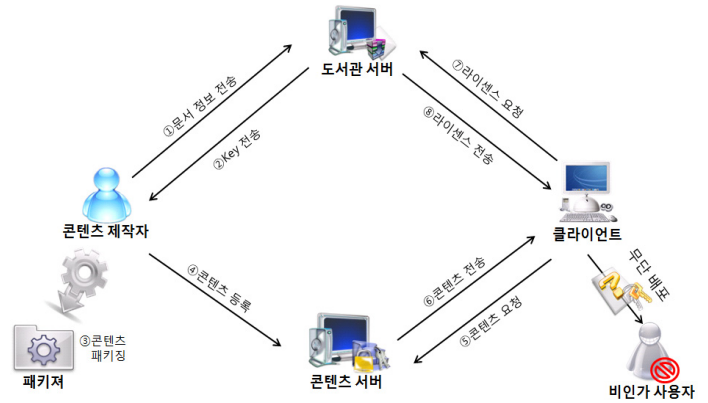 도서관 서버
①문서 정보 전송
②Key 전송
⑦라이센스 요청
⑧라이센스 전송
콘텐츠 제작자
클라이언트
④콘텐츠 등록
⑥콘텐츠 전송
⑤콘텐츠 요청
무단 배포
③콘텐츠
패키징
패키져
콘텐츠 서버
비인가 사용자